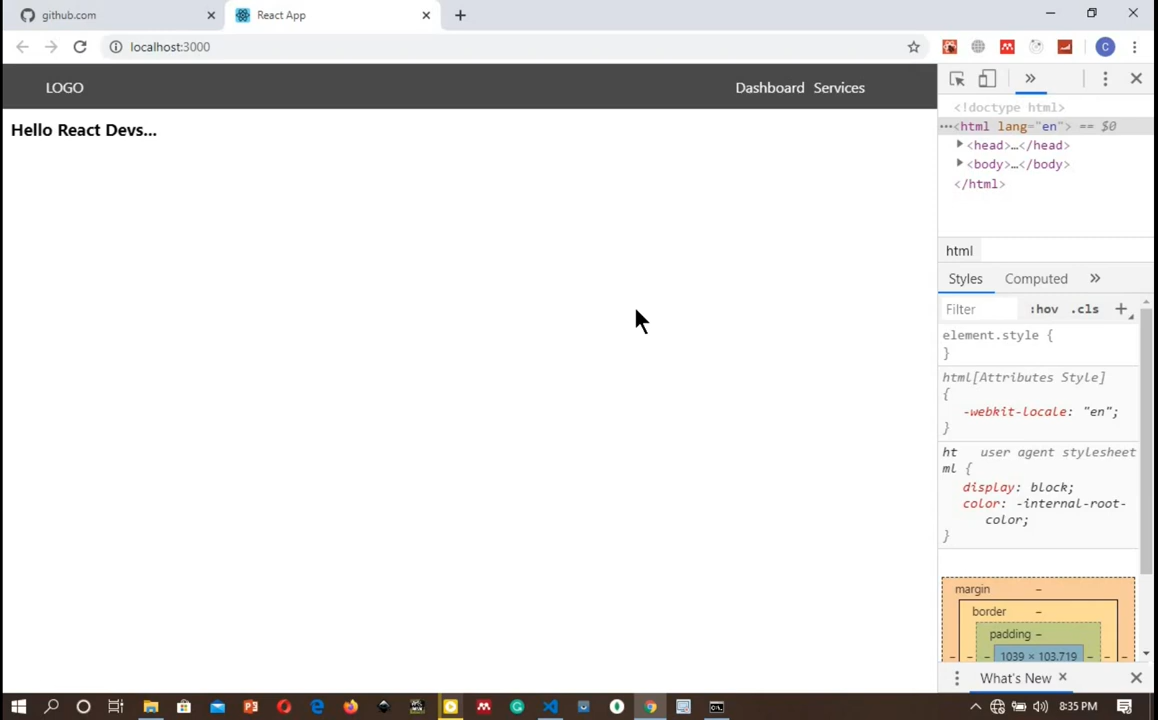 github.com
React App
localhost:3000
C
LOGO
Dashboard Services
Hello React Devs...
<!doctype html>
<html lang="en"> == $0
<head>…</head>
<body>…</body>
</html>
html
Styles Computed
Filter :hov .cls
element.style {
}
html[Attributes Style]
{
-webkit-locale: "en";
}
ht user agent stylesheet
ml {
display: block;
color: -internal-root-
color;
}
margin –
border –
padding –
– – – 1039 × 103.719 – – –
What's New
8:35 PM